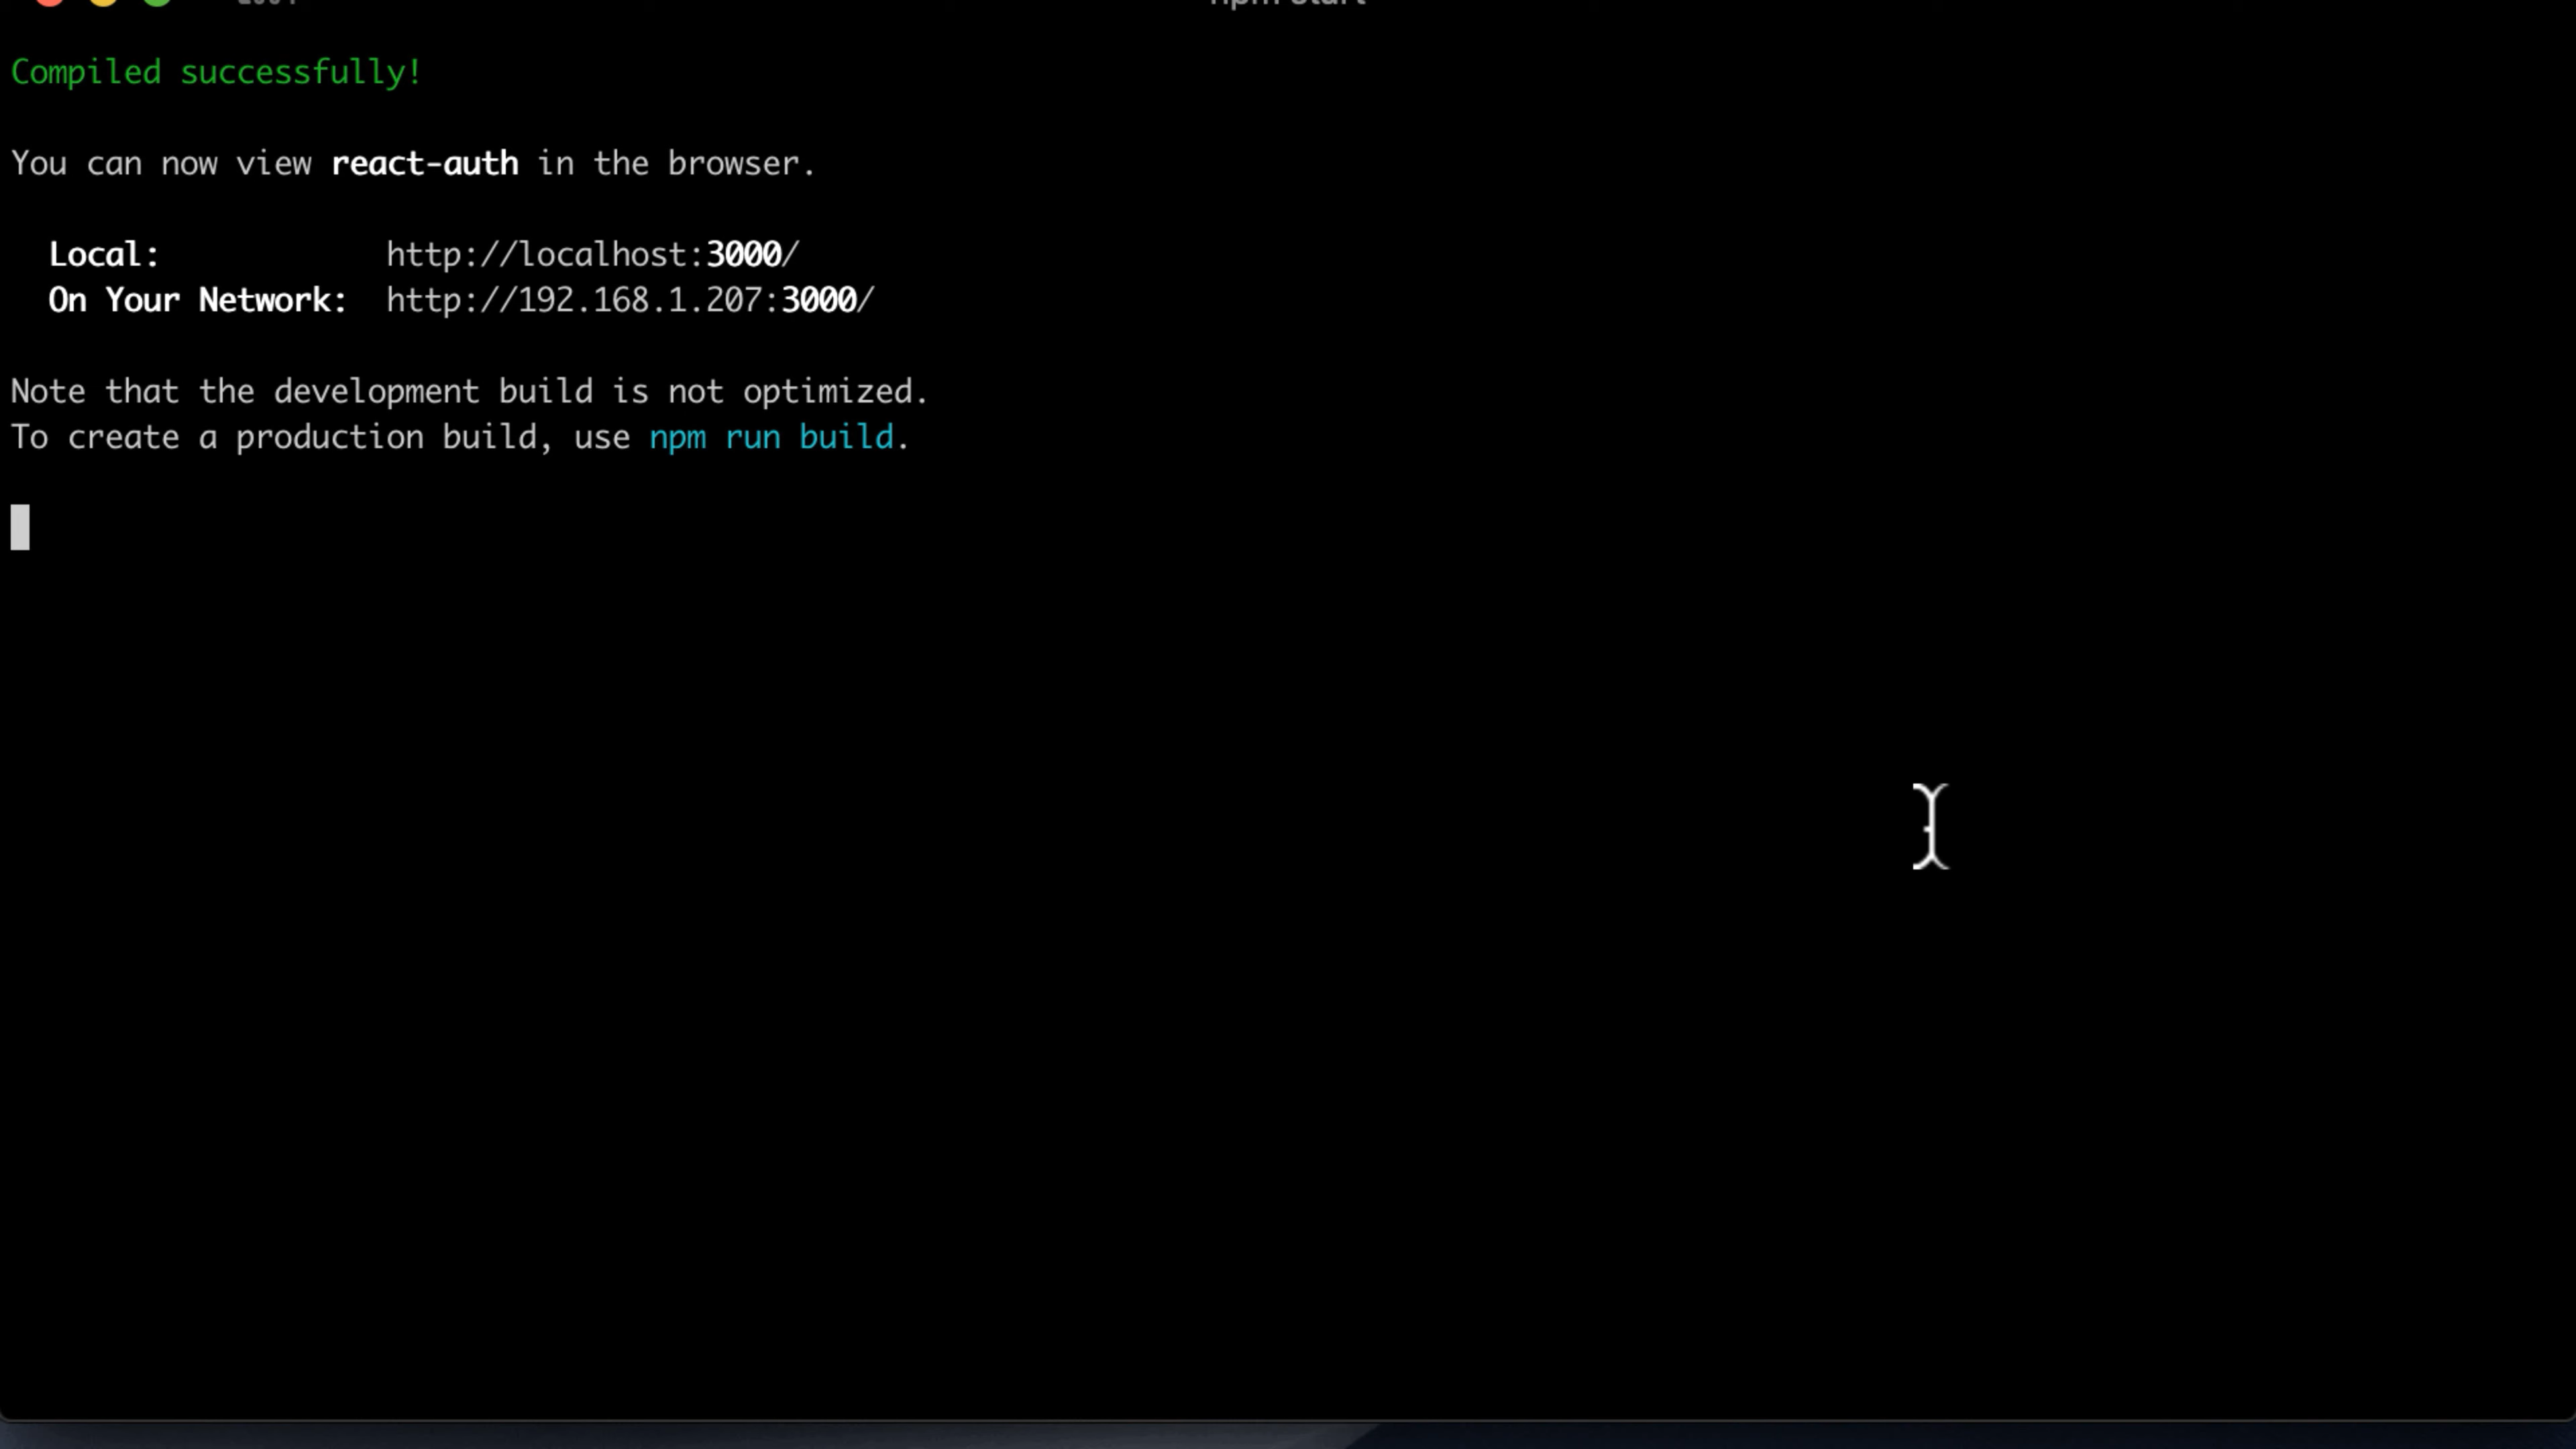 npm start
Compiled successfully!
You can now view react-auth in the browser.
Local: http://localhost:3000/
On Your Network: http://192.168.1.207:3000/
Note that the development build is not optimized.
To create a production build, use npm run build.